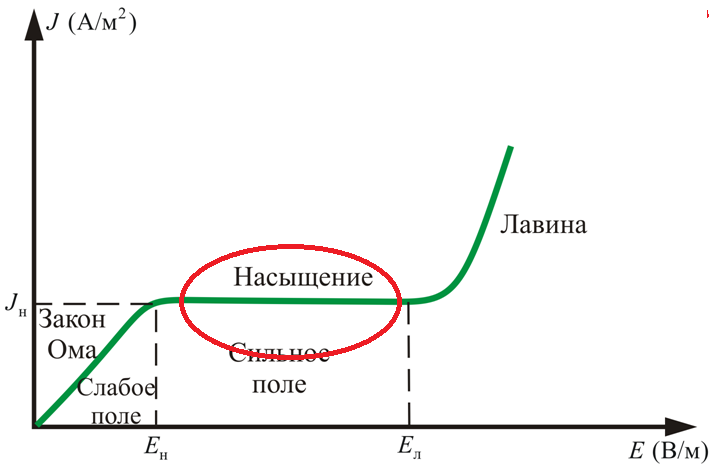 J (А/м²)
Лавина
Насыщение
Jн
Закон
Ома
Сильное
поле
Слабое
поле
Eн
Eл
E (В/м)